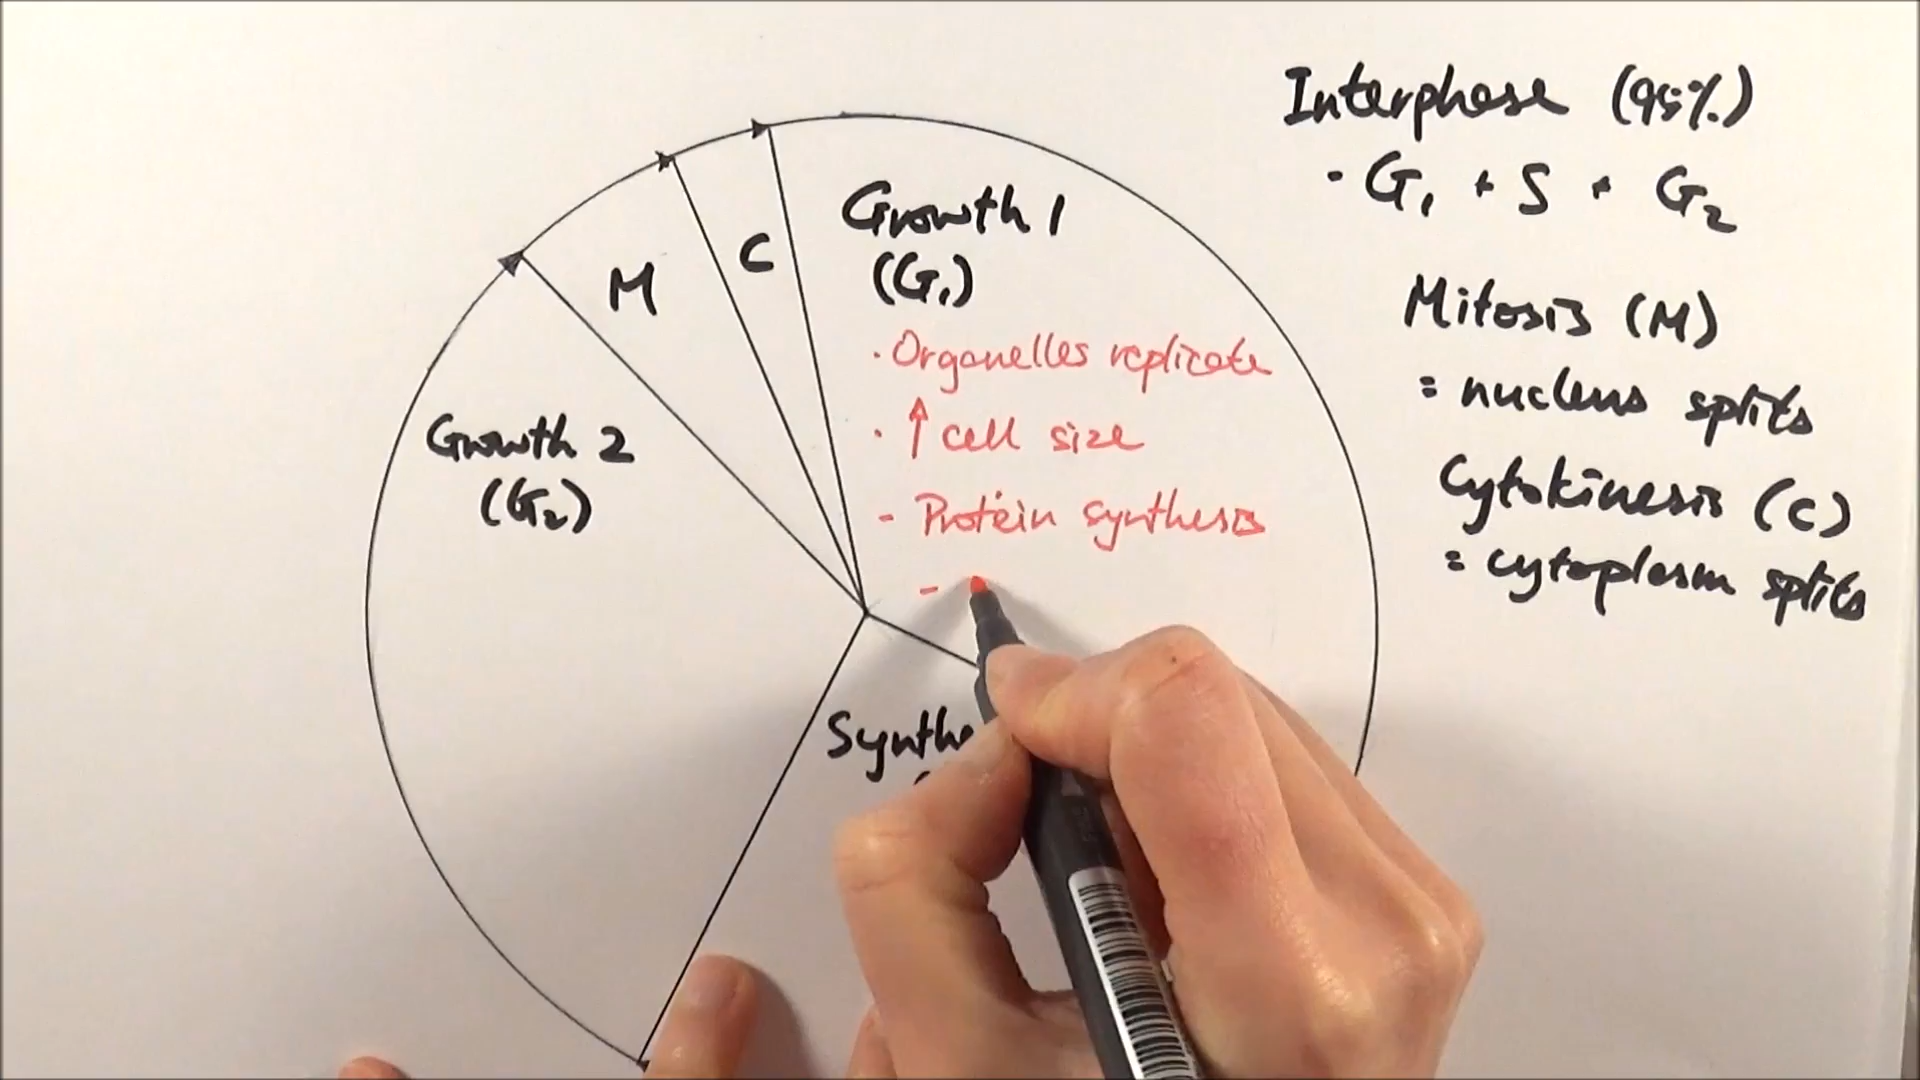 Growth 1
(G₁)
· Organelles replicate
· ↑ cell size
- Protein synthesis
-
C
M
Growth 2
(G₂)
Synthe
Interphase (95%)
· G₁ + S + G₂
Mitosis (M)
= nucleus splits
Cytokinesis (C)
= cytoplasm splits